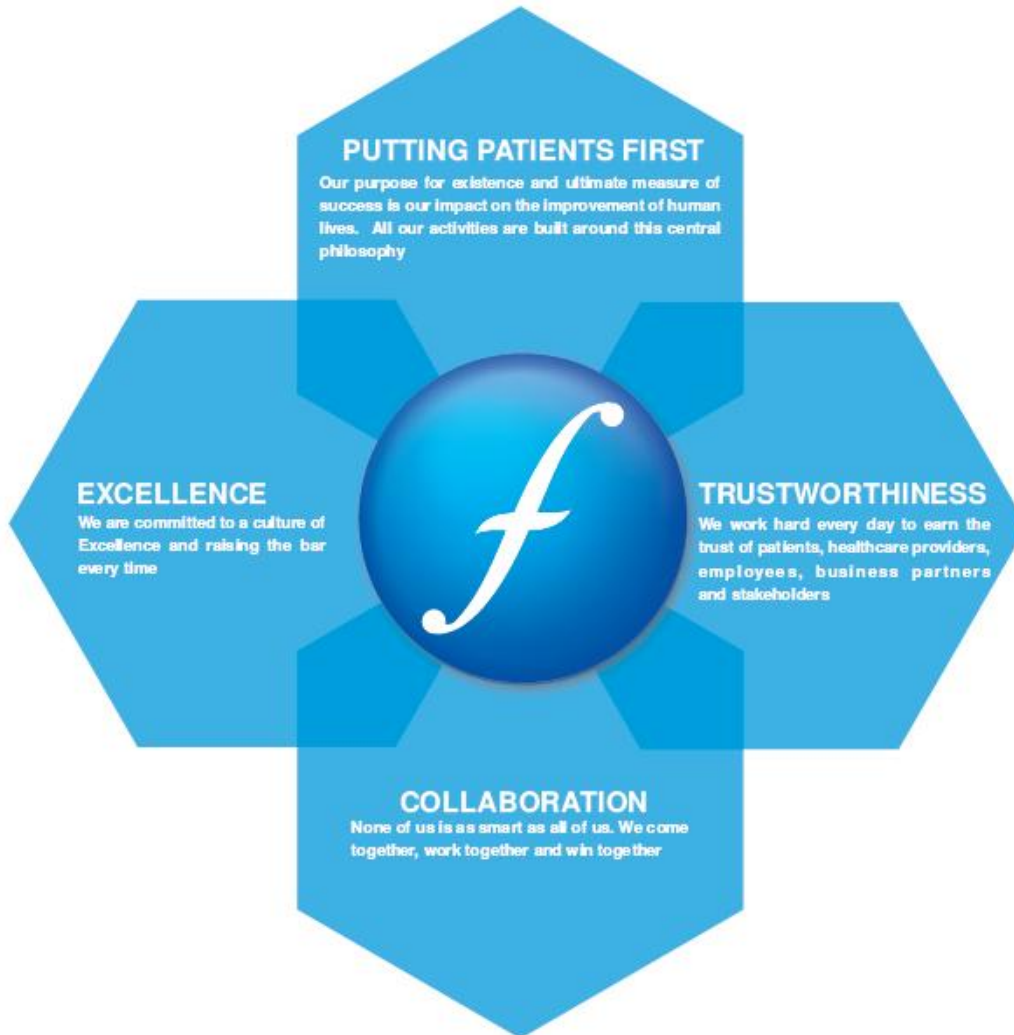 PUTTING PATIENTS FIRST
Our purpose for existence and ultimate measure of
success is our impact on the improvement of human
lives. All our activities are built around this central
philosophy
EXCELLENCE
We are committed to a culture of
Excellence and raising the bar
every time
f
TRUSTWORTHINESS
We work hard every day to earn the
trust of patients, healthcare providers,
employees, business partners
and stakeholders
COLLABORATION
None of us is as smart as all of us. We come
together, work together and win together